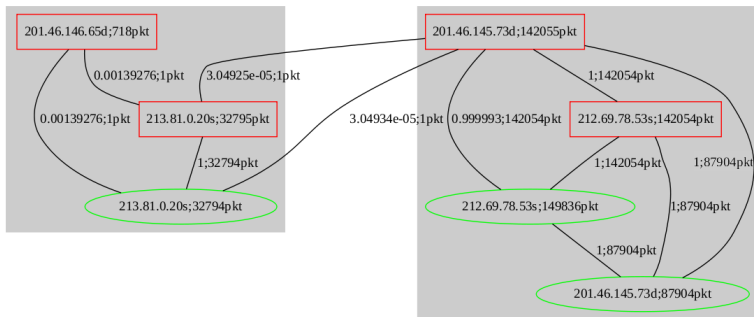 201.46.146.65d;718pkt
201.46.145.73d;142055pkt
0.00139276;1pkt
3.04925e-05;1pkt
1;142054pkt
0.00139276;1pkt
213.81.0.20s;32795pkt
3.04934e-05;1pkt
0.999993;142054pkt
212.69.78.53s;142054pkt
1;32794pkt
1;142054pkt
1;87904pkt
213.81.0.20s;32794pkt
212.69.78.53s;149836pkt
1;87904pkt
1;87904pkt
201.46.145.73d;87904pkt